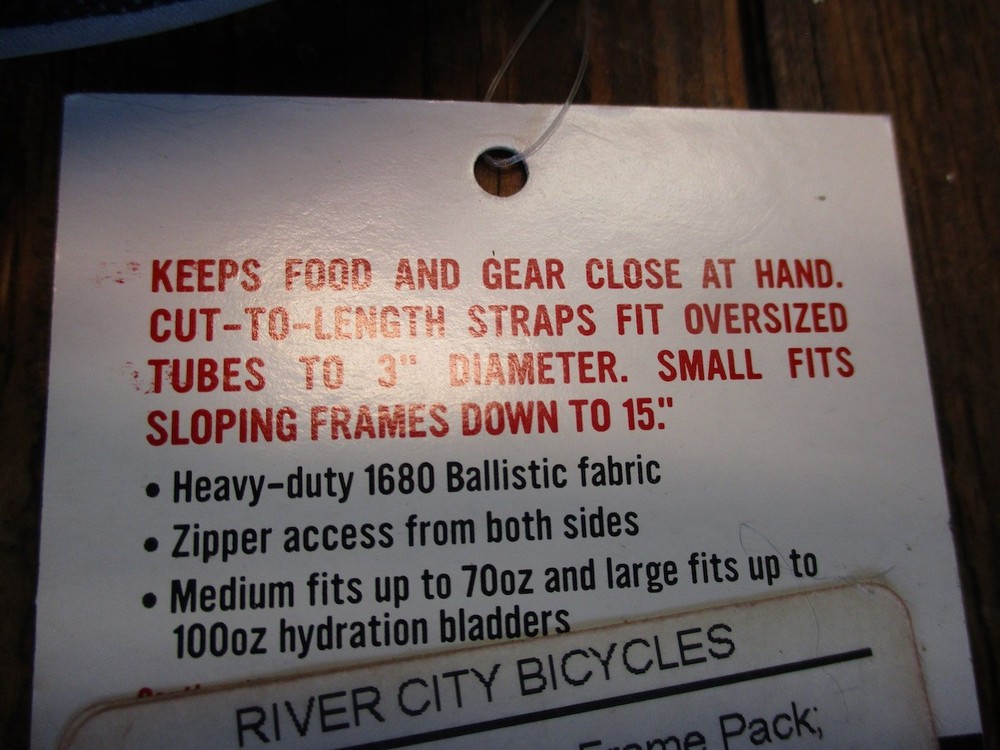 KEEPS FOOD AND GEAR CLOSE AT HAND.
CUT-TO-LENGTH STRAPS FIT OVERSIZED
TUBES TO 3" DIAMETER. SMALL FITS
SLOPING FRAMES DOWN TO 15."
• Heavy-duty 1680 Ballistic fabric
• Zipper access from both sides
• Medium fits up to 70oz and large fits up to
100oz hydration bladders
RIVER CITY BICYCLES
Frame Pack;